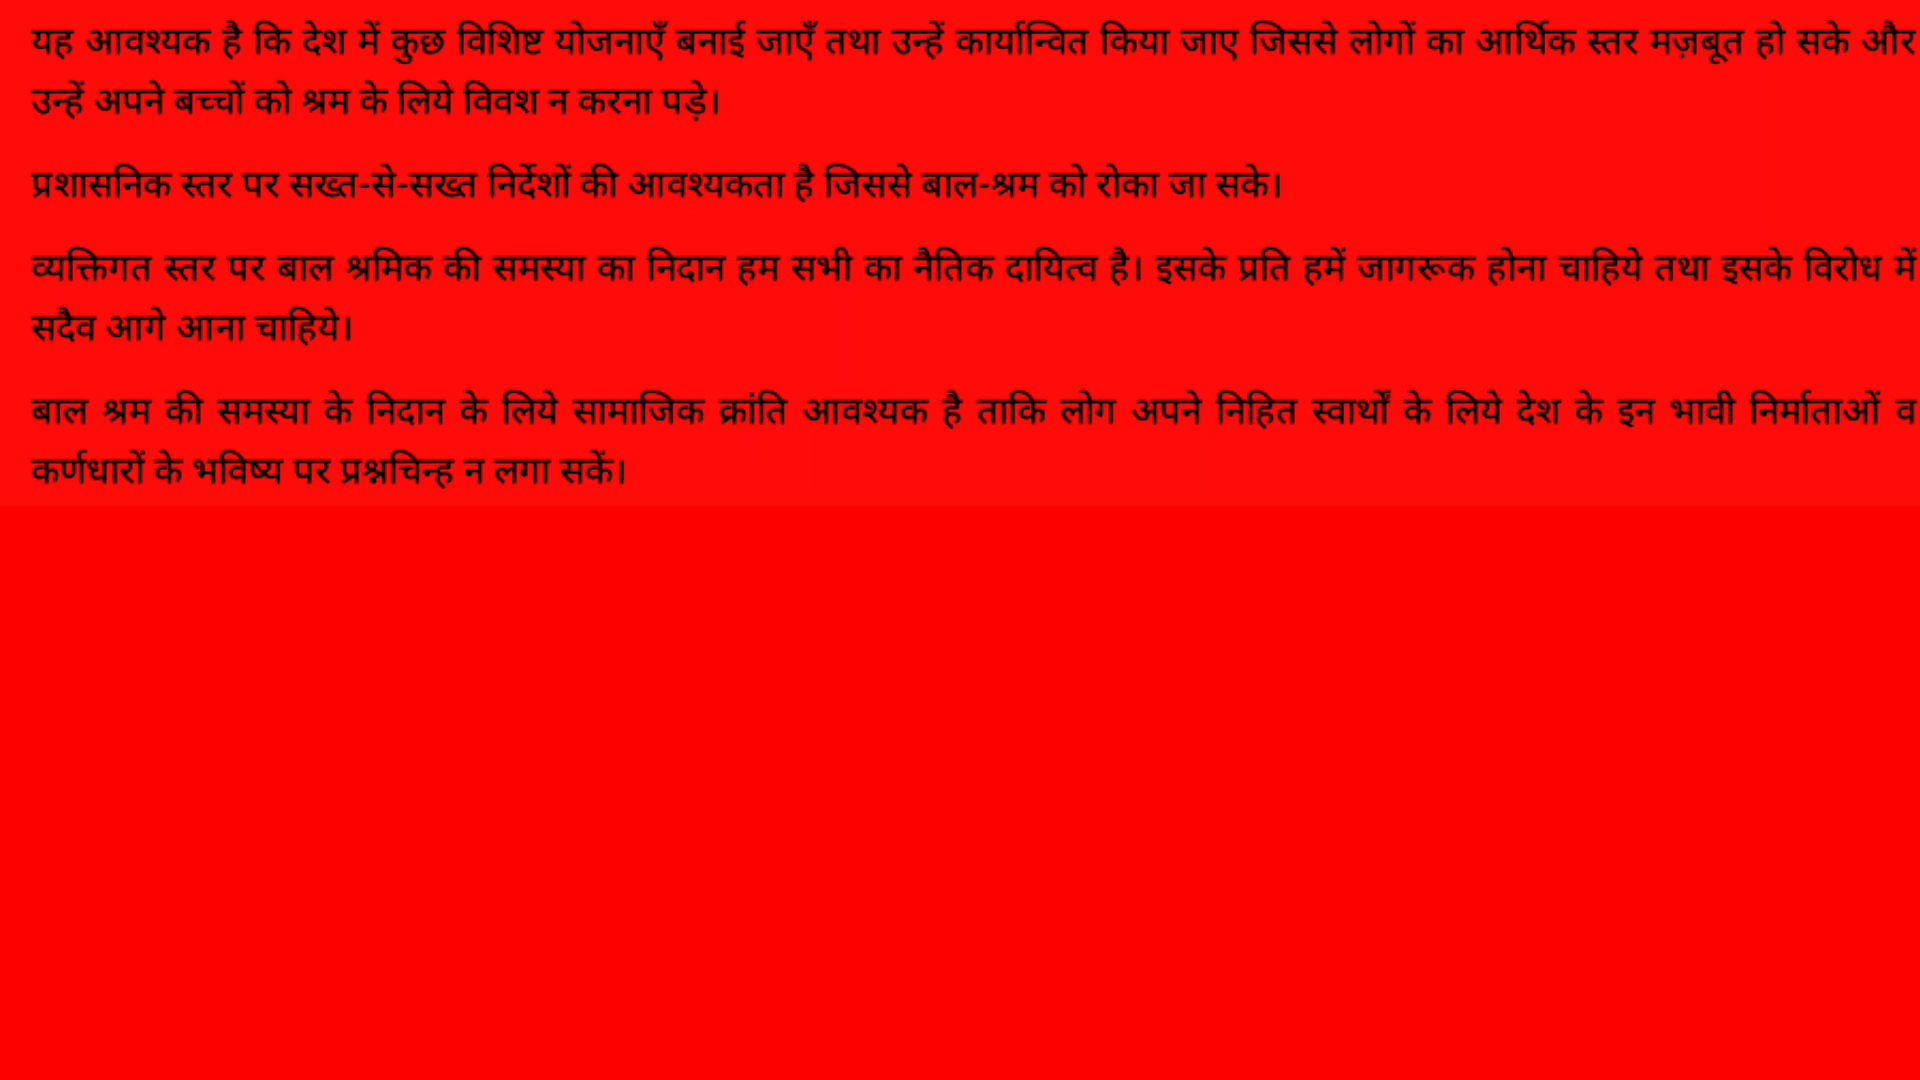 यह आवश्यक है कि देश में कुछ विशिष्ट योजनाएँ बनाई जाएँ तथा उन्हें कार्यान्वित किया जाए जिससे लोगों का आर्थिक स्तर मज़बूत हो सके और
उन्हें अपने बच्चों को श्रम के लिये विवश न करना पड़े।
प्रशासनिक स्तर पर सख्त-से-सख्त निर्देशों की आवश्यकता है जिससे बाल-श्रम को रोका जा सके।
व्यक्तिगत स्तर पर बाल श्रमिक की समस्या का निदान हम सभी का नैतिक दायित्व है। इसके प्रति हमें जागरूक होना चाहिये तथा इसके विरोध में
सदैव आगे आना चाहिये।
बाल श्रम की समस्या के निदान के लिये सामाजिक क्रांति आवश्यक है ताकि लोग अपने निहित स्वार्थों के लिये देश के इन भावी निर्माताओं व
कर्णधारों के भविष्य पर प्रश्नचिन्ह न लगा सकें।